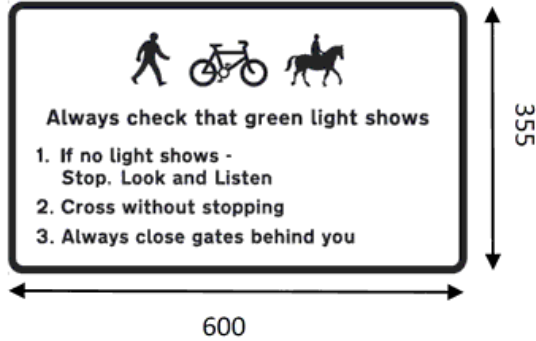 Always check that green light shows
1. If no light shows -
Stop. Look and Listen
2. Cross without stopping
3. Always close gates behind you
355
600